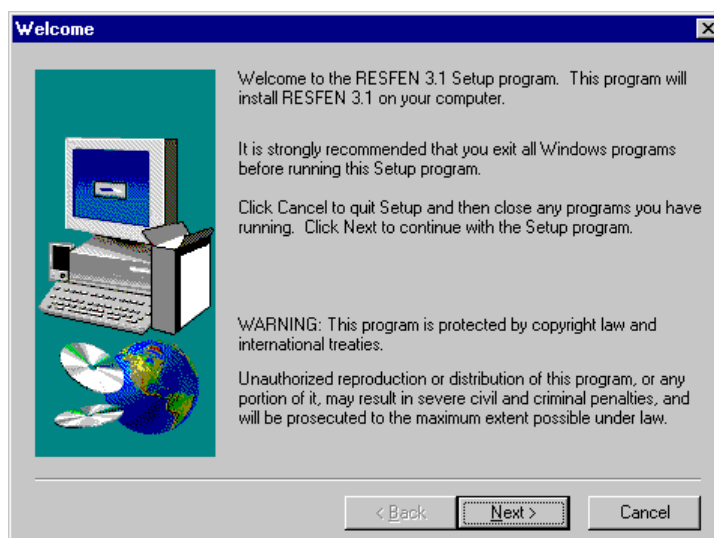 Welcome
Welcome to the RESFEN 3.1 Setup program. This program will
install RESFEN 3.1 on your computer.
It is strongly recommended that you exit all Windows programs
before running this Setup program.
Click Cancel to quit Setup and then close any programs you have
running. Click Next to continue with the Setup program.
WARNING: This program is protected by copyright law and
international treaties.
Unauthorized reproduction or distribution of this program, or any
portion of it, may result in severe civil and criminal penalties, and
will be prosecuted to the maximum extent possible under law.
< Back Next > Cancel